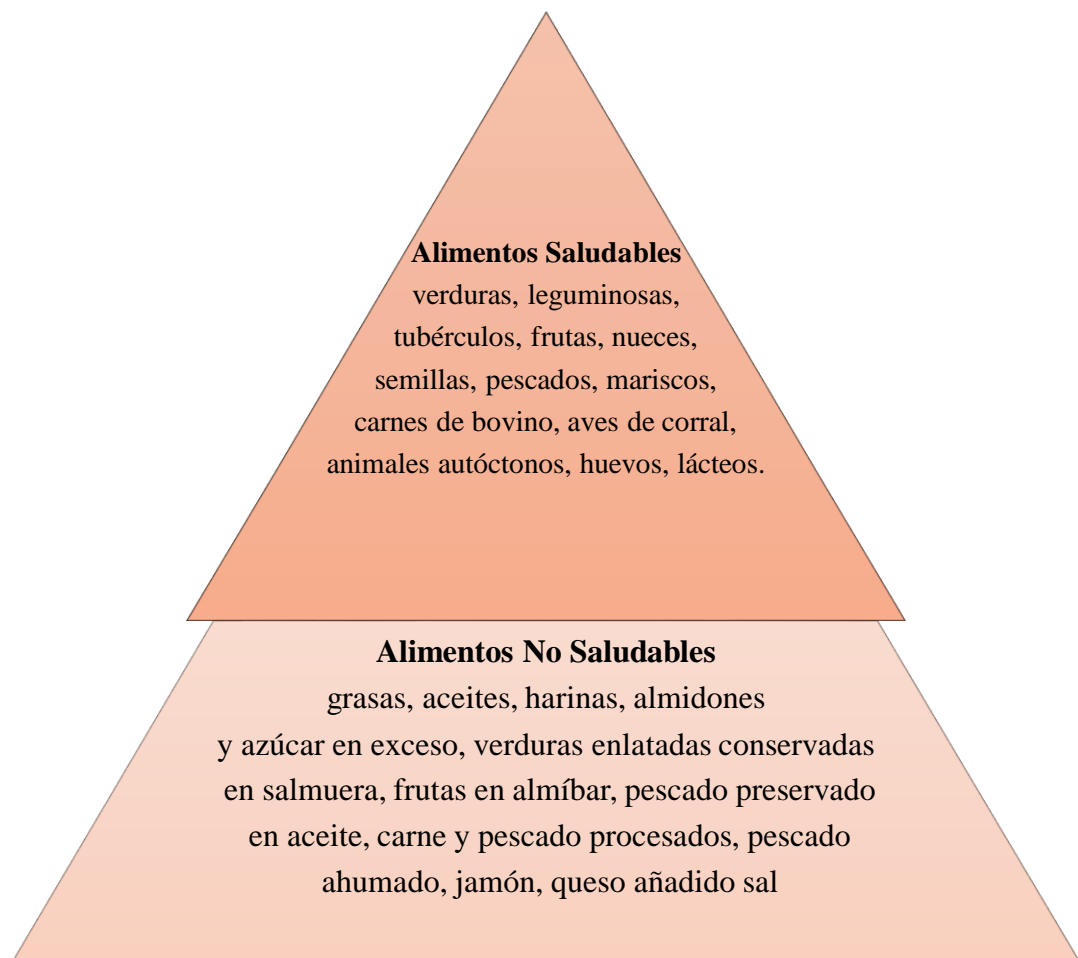 Alimentos Saludables
verduras, leguminosas,
tubérculos, frutas, nueces,
semillas, pescados, mariscos,
carnes de bovino, aves de corral,
animales autóctonos, huevos, lácteos.
Alimentos No Saludables
grasas, aceites, harinas, almidones
y azúcar en exceso, verduras enlatadas conservadas
en salmuera, frutas en almíbar, pescado preservado
en aceite, carne y pescado procesados, pescado
ahumado, jamón, queso añadido sal